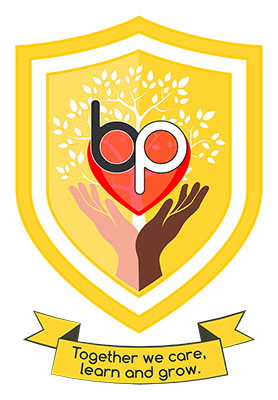 bp
Together we care,
learn and grow.